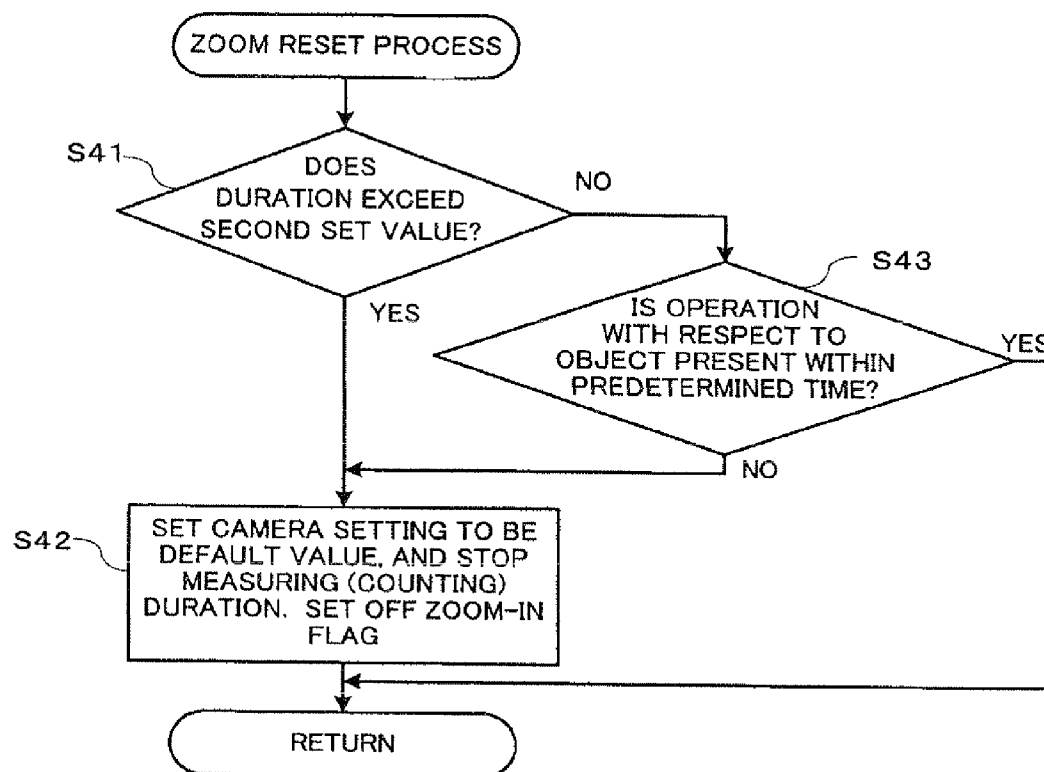 ZOOM RESET PROCESS
S41
DOES
DURATION EXCEED
SECOND SET VALUE?
NO
YES
S43
IS OPERATION
WITH RESPECT TO
OBJECT PRESENT WITHIN
PREDETERMINED TIME?
YES
NO
S42
SET CAMERA SETTING TO BE
DEFAULT VALUE, AND STOP
MEASURING (COUNTING)
DURATION. SET OFF ZOOM-IN
FLAG
RETURN